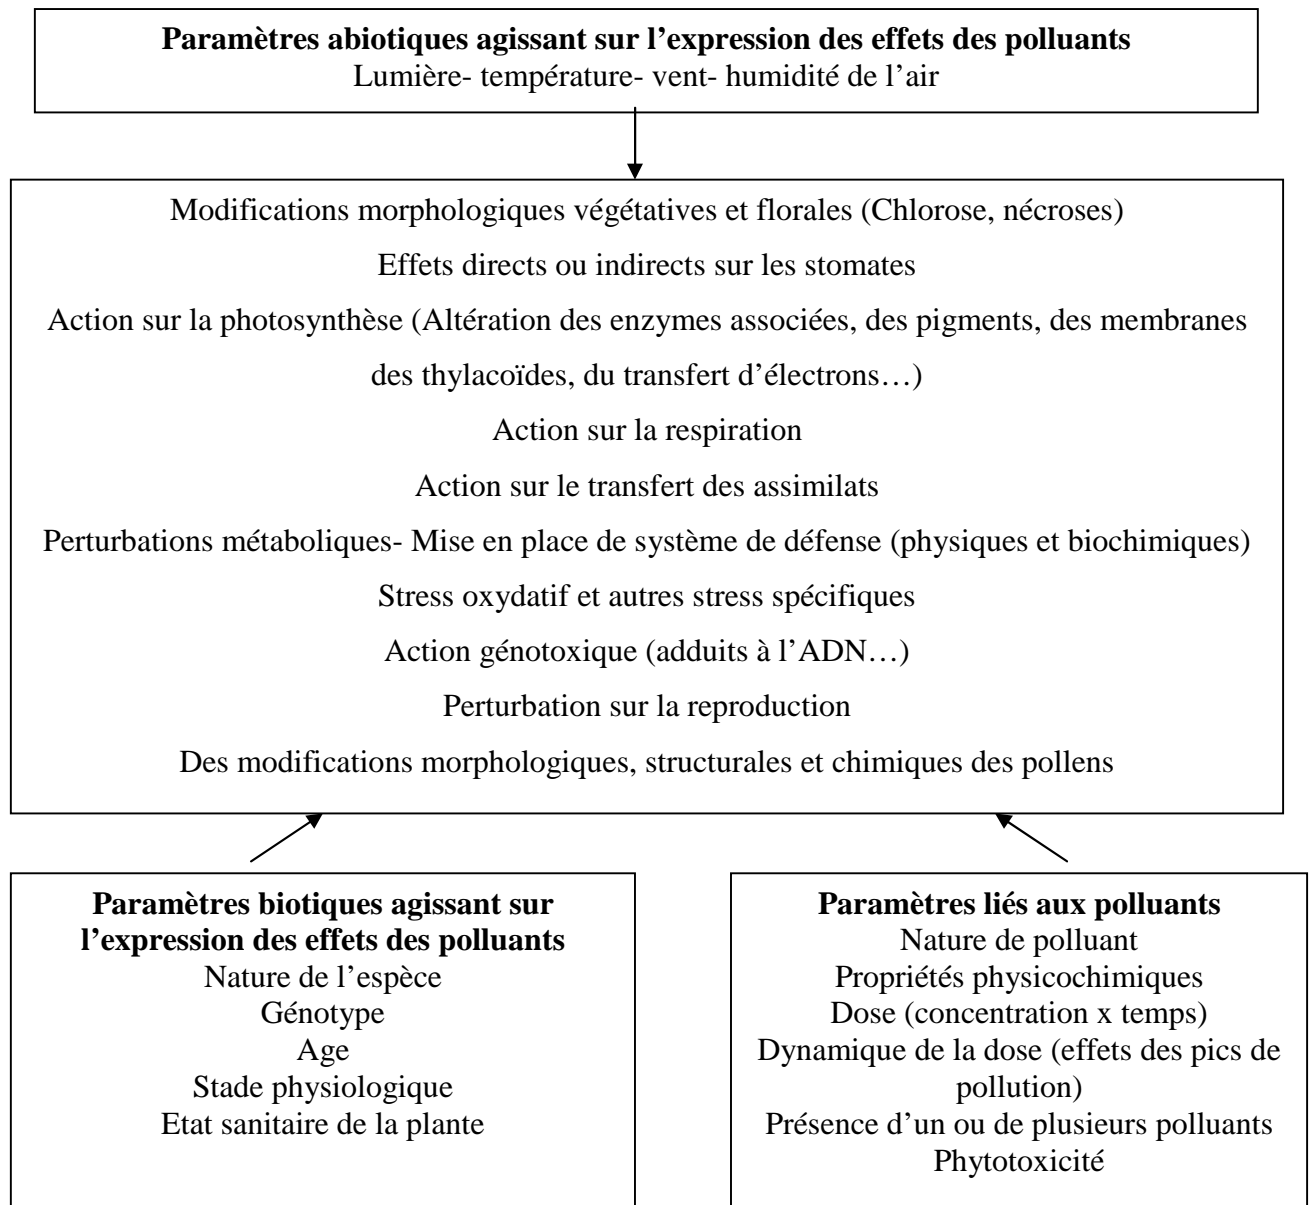 Paramètres abiotiques agissant sur l’expression des effets des polluants
Lumière- température- vent- humidité de l’air
Modifications morphologiques végétatives et florales (Chlorose, nécroses)
Effets directs ou indirects sur les stomates
Action sur la photosynthèse (Altération des enzymes associées, des pigments, des membranes
des thylacoïdes, du transfert d’électrons…)
Action sur la respiration
Action sur le transfert des assimilats
Perturbations métaboliques- Mise en place de système de défense (physiques et biochimiques)
Stress oxydatif et autres stress spécifiques
Action génotoxique (adduits à l’ADN…)
Perturbation sur la reproduction
Des modifications morphologiques, structurales et chimiques des pollens
Paramètres biotiques agissant sur
l’expression des effets des polluants
Nature de l’espèce
Génotype
Age
Stade physiologique
Etat sanitaire de la plante
Paramètres liés aux polluants
Nature de polluant
Propriétés physicochimiques
Dose (concentration x temps)
Dynamique de la dose (effets des pics de
pollution)
Présence d’un ou de plusieurs polluants
Phytotoxicité